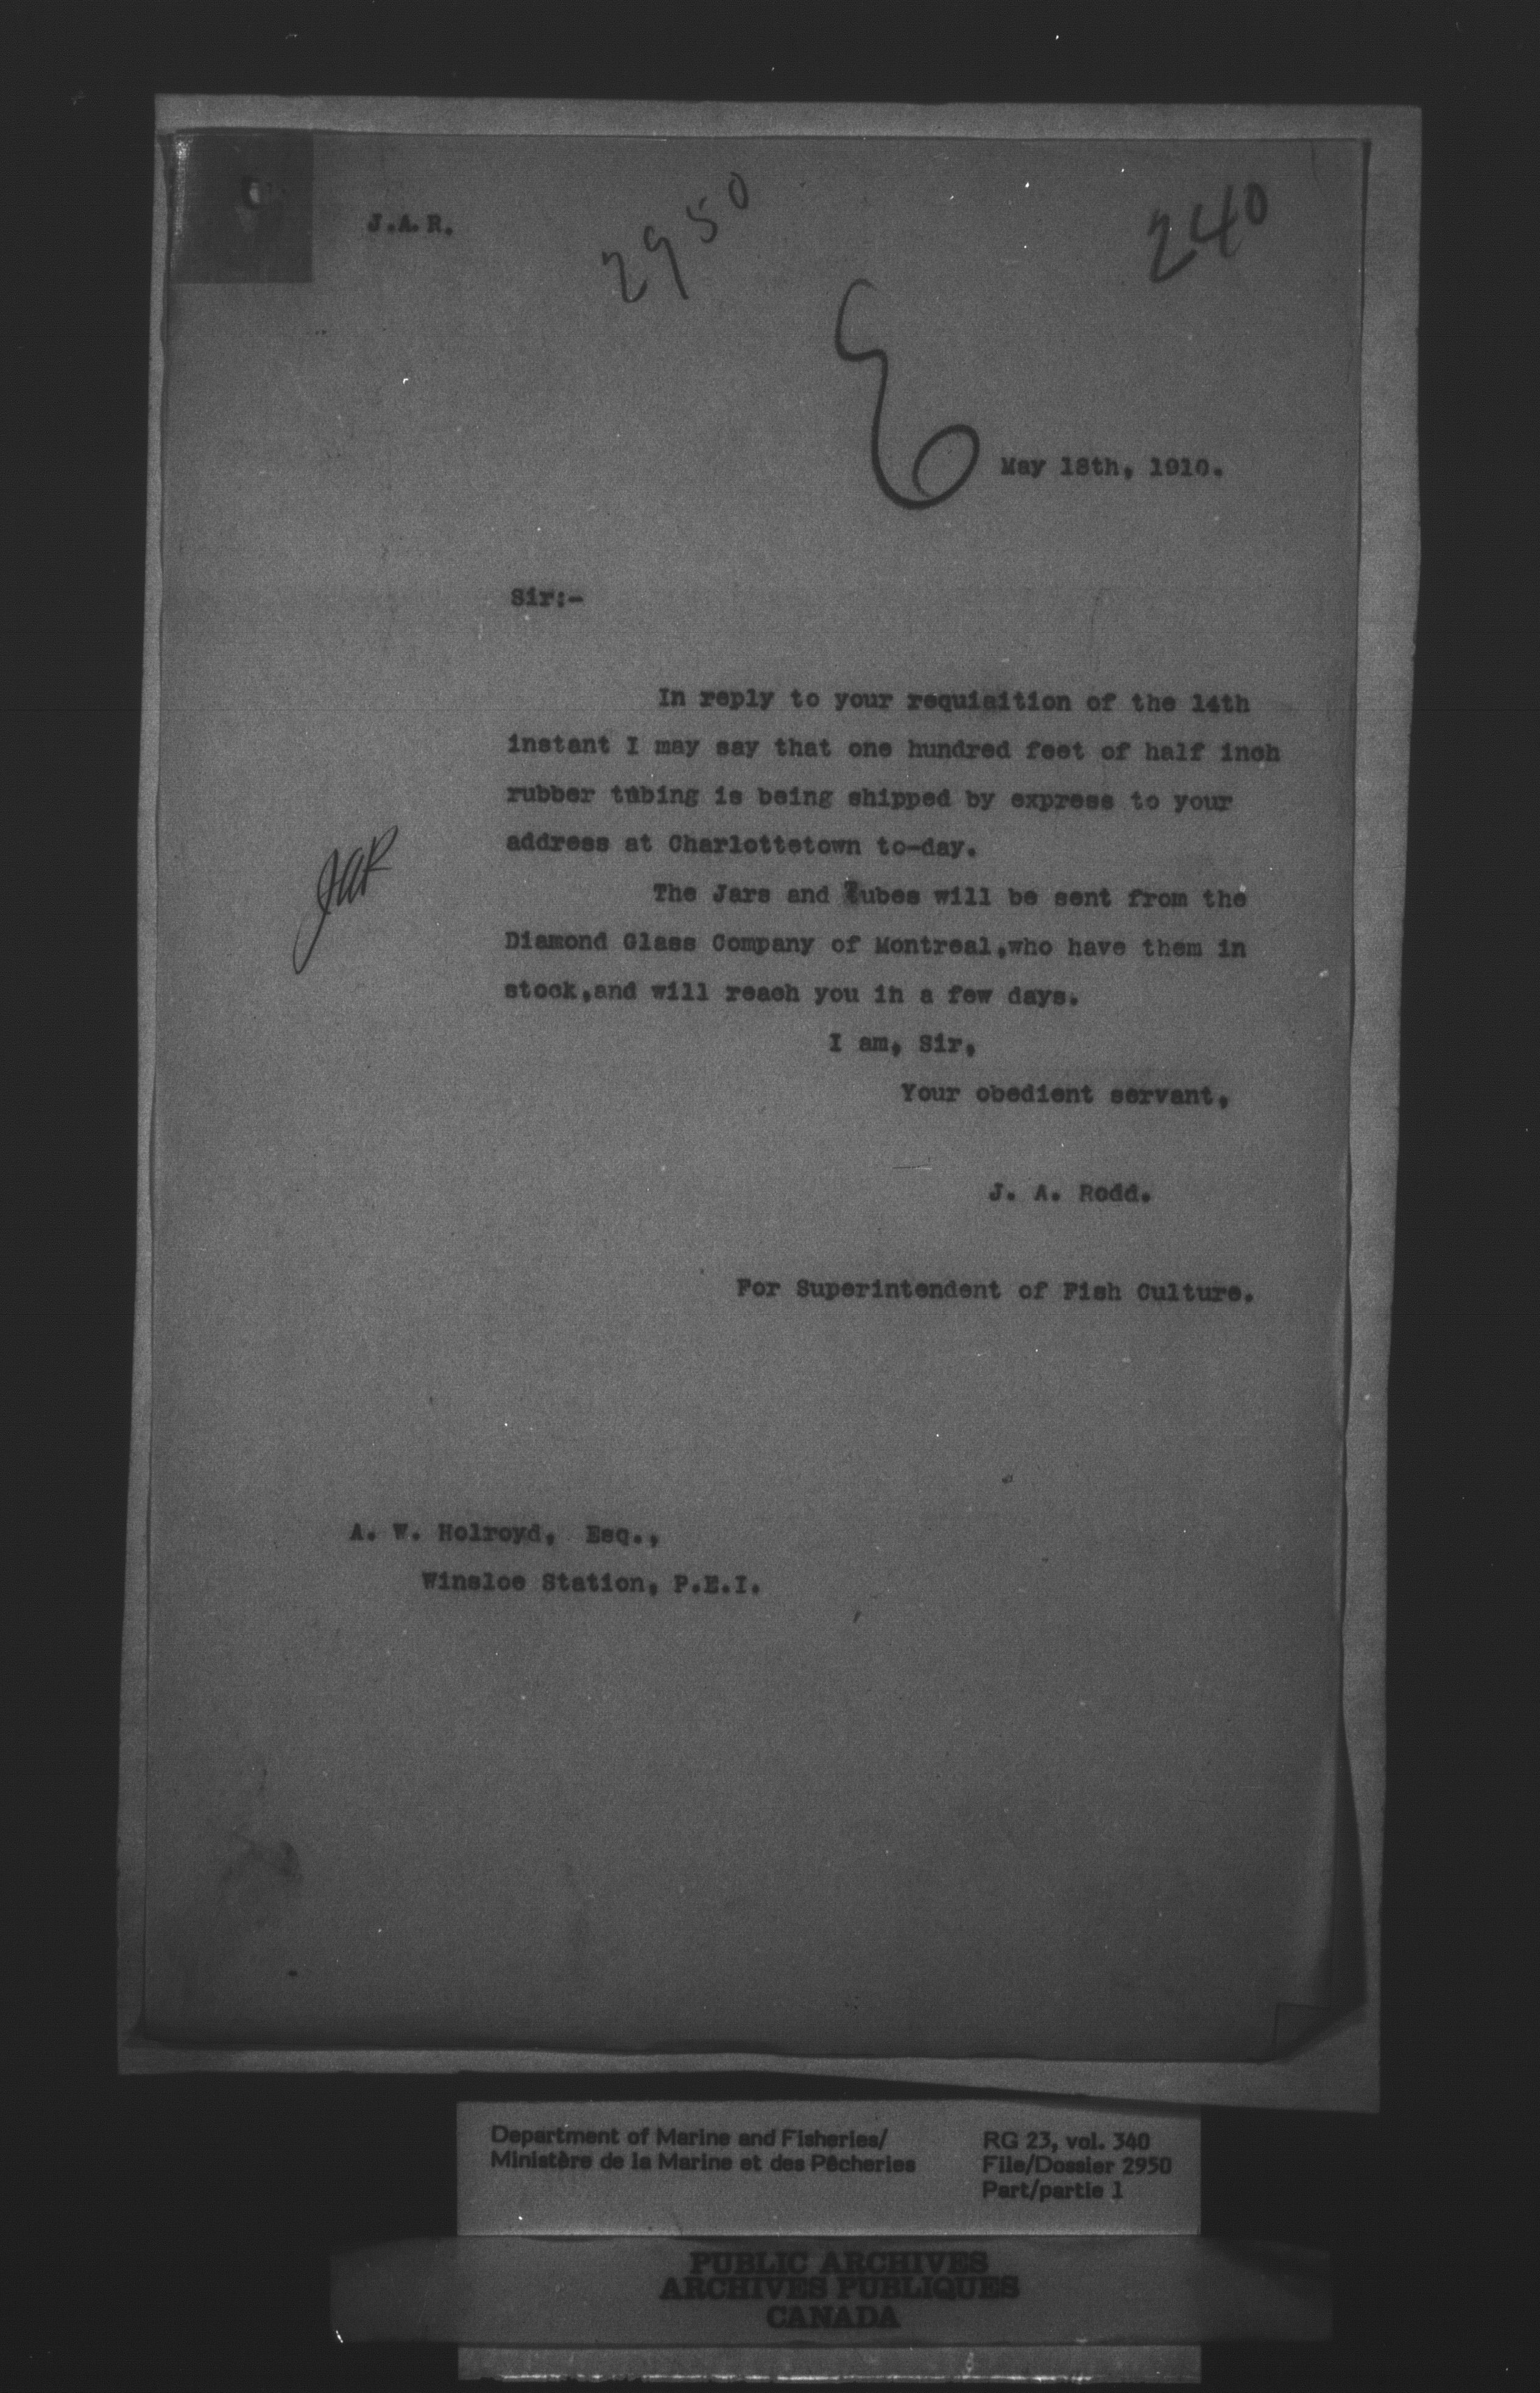 J.A.R.
2950
240
E
May 18th, 1910.
Sir:-
In reply to your requisition of the 14th
instant I may say that one hundred feet of half inch
rubber tubing is being shipped by express to your
address at Charlottetown to-day.
JAR
The Jars and Tubes will be sent from the
Diamond Glass Company of Montreal,who have them in
stock,and will reach you in a few days.
I am, Sir,
Your obedient servant,
J. A. Rodd.
For Superintendent of Fish Culture.
A. W. Holroyd, Esq.,
Winsloe Station, P.E.I.
Department of Marine and Fisheries/
Ministère de la Marine et des Pêcheries
RG 23, vol. 340
File/Dossier 2950
Part/partie 1
PUBLIC ARCHIVES
ARCHIVES PUBLIQUES
CANADA